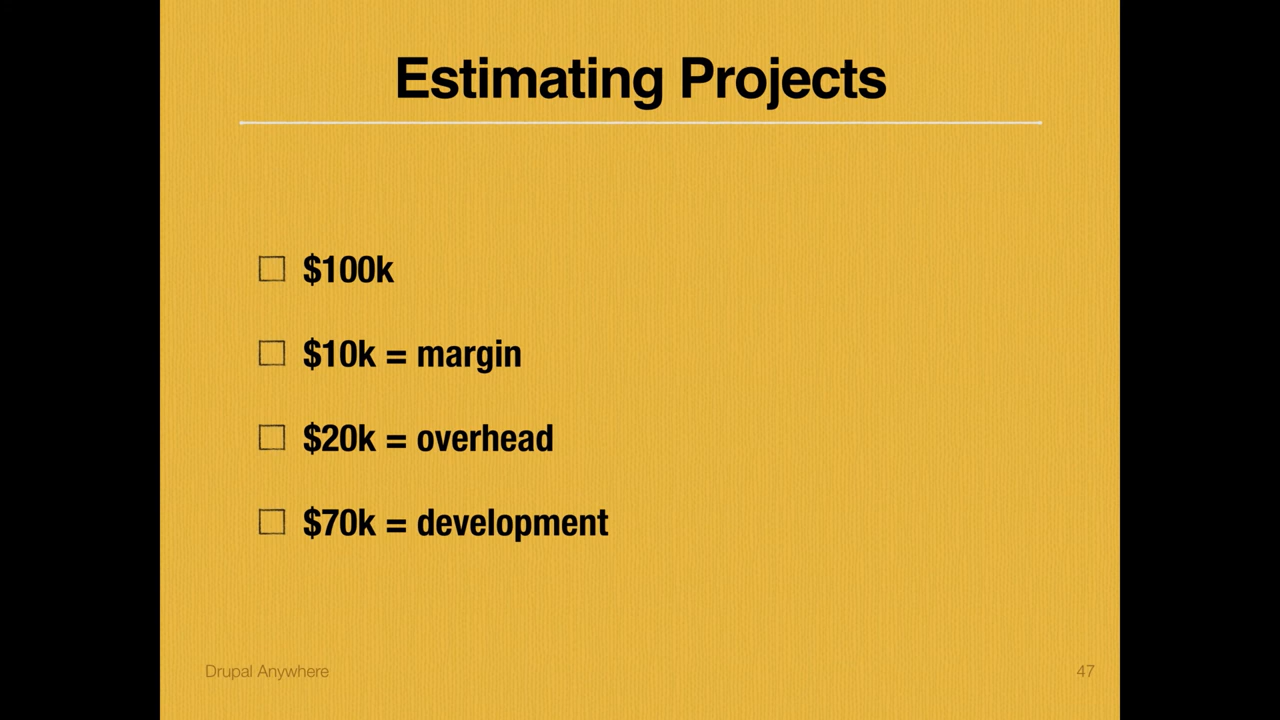 Estimating Projects
$100k
$10k = margin
$20k = overhead
$70k = development
Drupal Anywhere
47